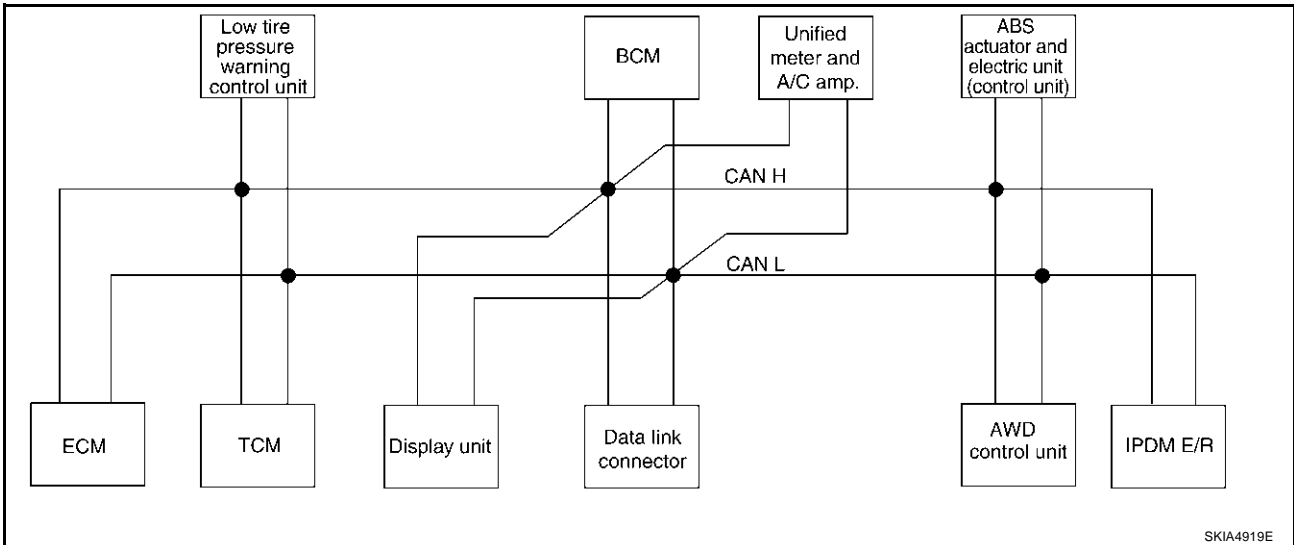 Low tire
pressure
warning
control unit
BCM
Unified
meter and
A/C amp.
ABS
actuator and
electric unit
(control unit)
CAN H
CAN L
ECM
TCM
Display unit
Data link
connector
AWD
control unit
IPDM E/R
SKIA4919E